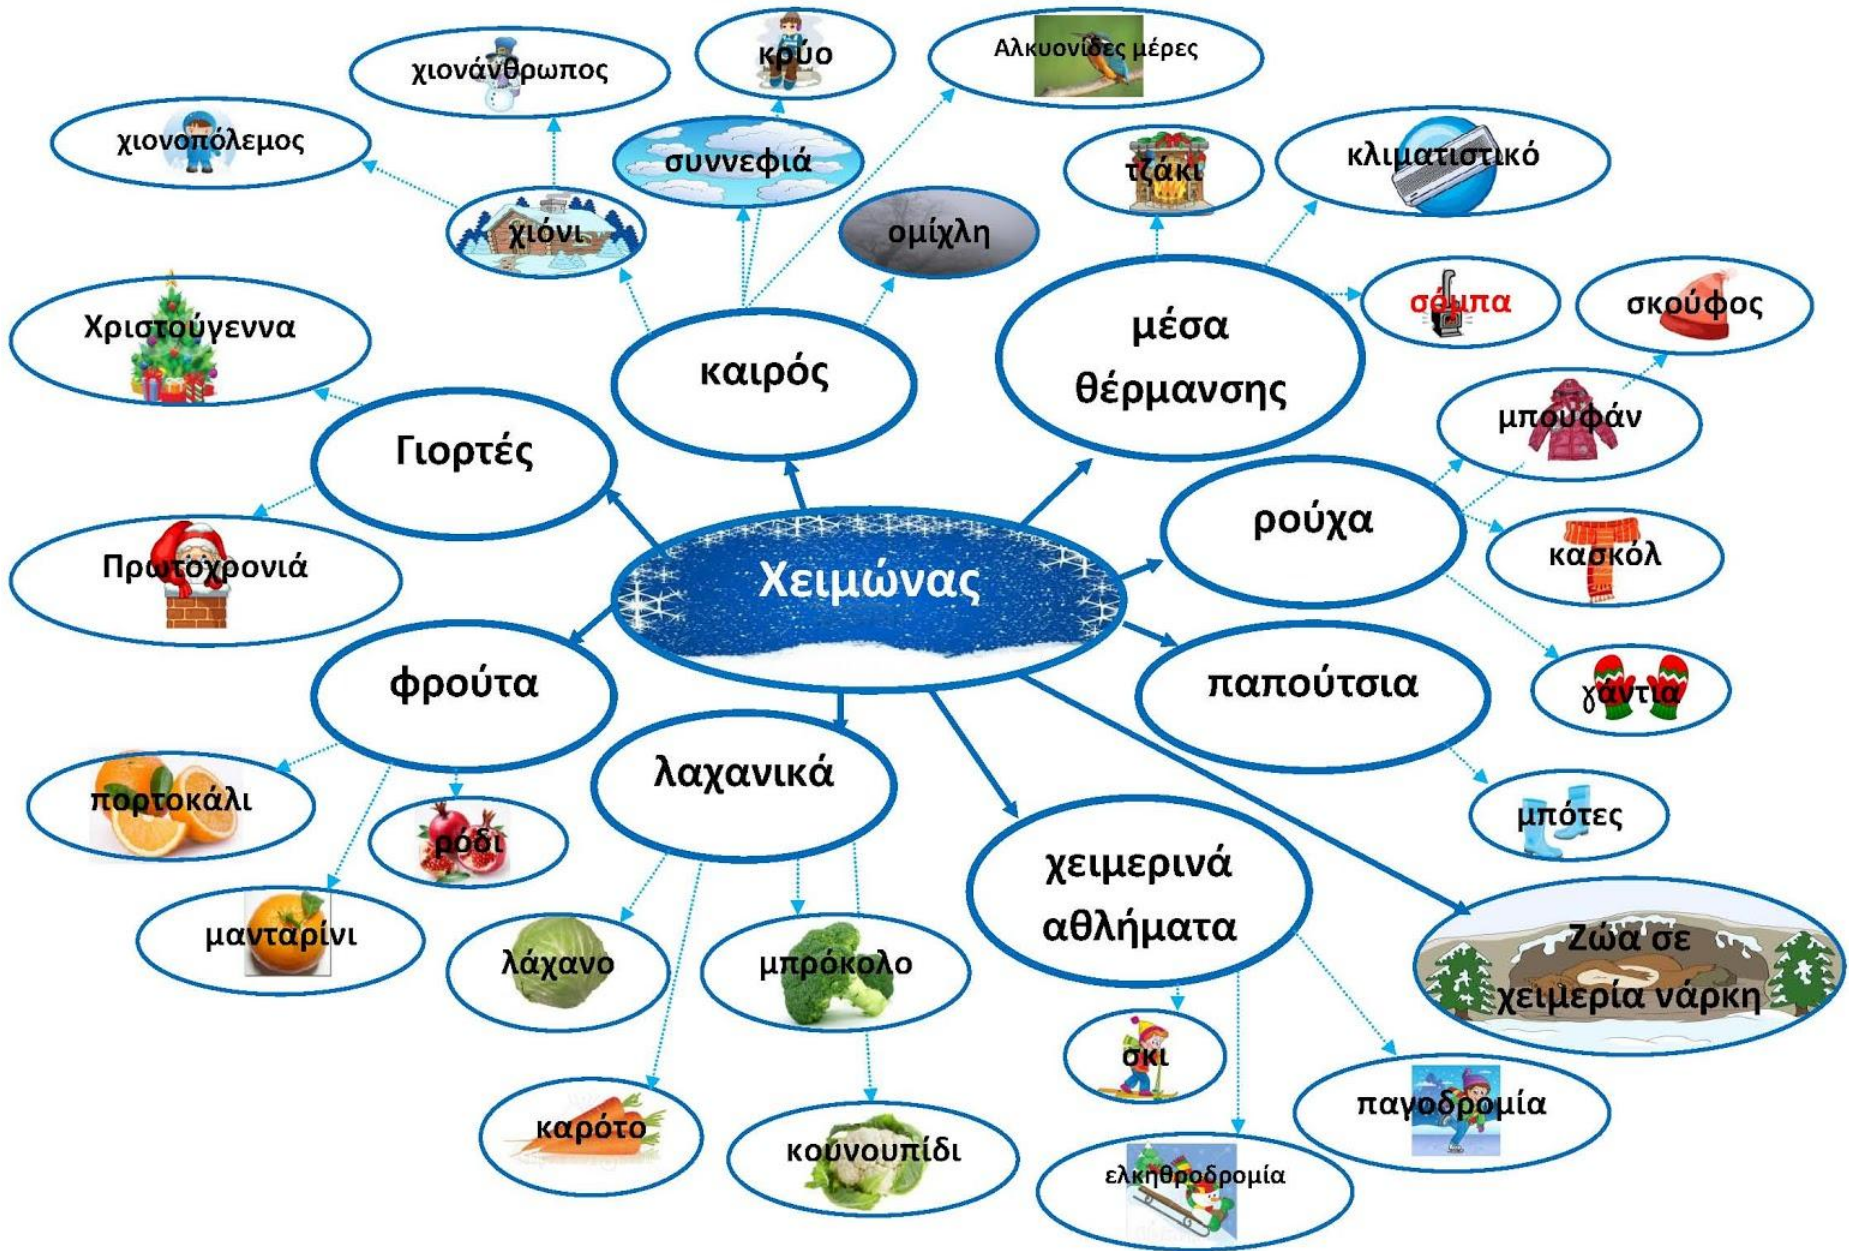 κρύο
Αλκυονίδες μέρες
χιονάνθρωπος
χιονοπόλεμος
συννεφιά
τζάκι
κλιματιστικό
χιόνι
ομίχλη
Χριστούγεννα
σόμπα
σκούφος
μέσα
θέρμανσης
καιρός
Γιορτές
μπουφάν
ρούχα
κασκόλ
Πρωτοχρονιά
Χειμώνας
φρούτα
παπούτσια
γάντια
λαχανικά
πορτοκάλι
ρόδι
μπότες
χειμερινά
αθλήματα
μανταρίνι
λάχανο
μπρόκολο
Ζώα σε
χειμερία νάρκη
σκι
καρότο
κουνουπίδι
παγοδρομία
ελκηθροδρομία